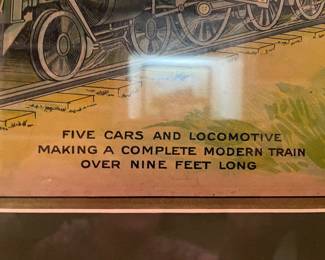 FIVE CARS AND LOCOMOTIVE
MAKING A COMPLETE MODERN TRAIN
OVER NINE FEET LONG